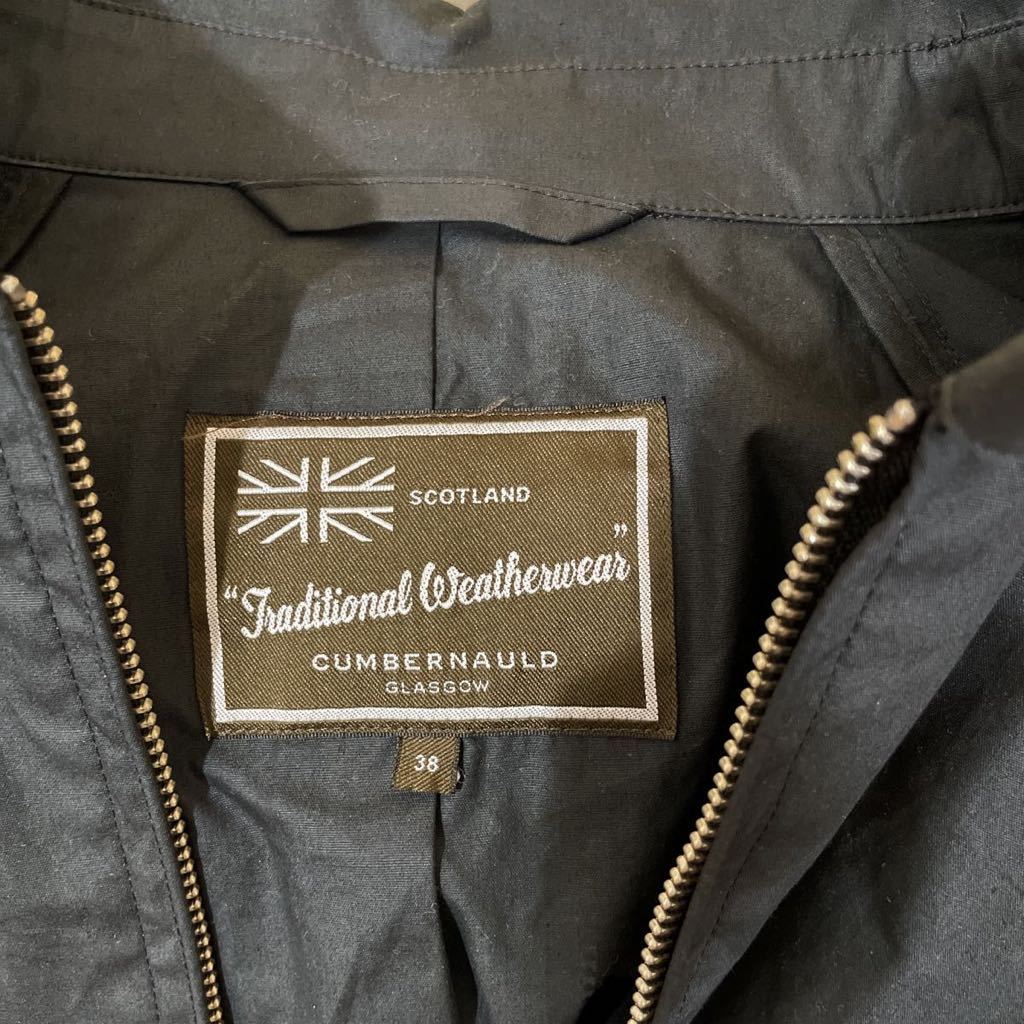 SCOTLAND
"Traditional Weatherwear"
CUMBERNAULD
GLASGOW
38